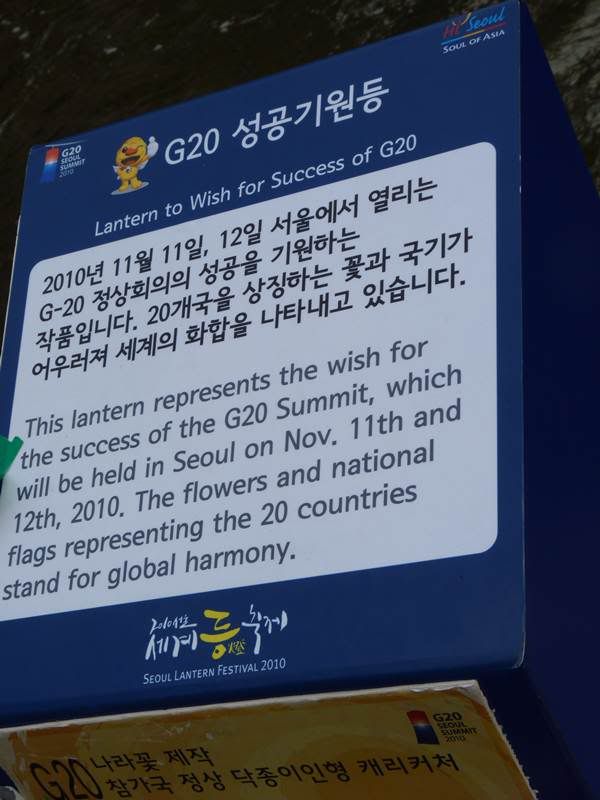 Hi Seoul
SOUL OF ASIA
G20
SEOUL
SUMMIT
2010
G20 성공기원등
Lantern to Wish for Success of G20
2010년 11월 11일, 12일 서울에서 열리는
G-20 정상회의의 성공을 기원하는
작품입니다. 20개국을 상징하는 꽃과 국기가
어우러져 세계의 화합을 나타내고 있습니다.
This lantern represents the wish for
the success of the G20 Summit, which
will be held in Seoul on Nov. 11th and
12th, 2010. The flowers and national
flags representing the 20 countries
stand for global harmony.
세계등축제
SEOUL LANTERN FESTIVAL 2010
G20
SEOUL
SUMMIT
2010
G20 나라꽃 제작
참가국 정상 닥종이인형 캐리커처